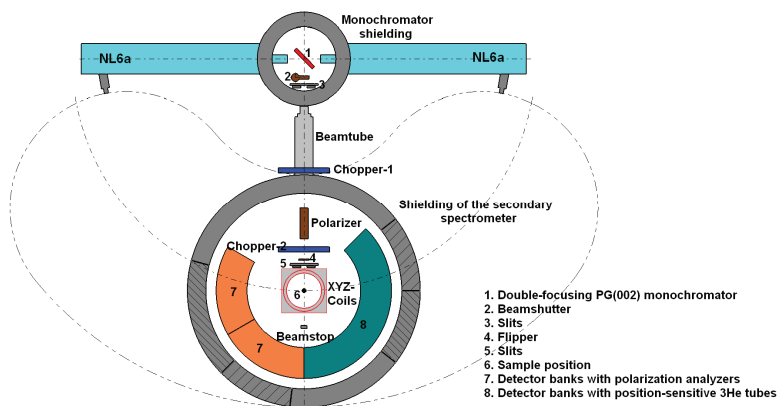 Monochromator
shielding
NL6a
NL6a
1
2
3
Beamtube
Chopper-1
Shielding of the secondary
spectrometer
Polarizer
Chopper-2
4
5
XYZ-
Coils
6
7
8
Beamstop
7
1. Double-focusing PG(002) monochromator
2. Beamshutter
3. Slits
4. Flipper
5. Slits
6. Sample position
7. Detector banks with polarization analyzers
8. Detector banks with position-sensitive 3He tubes